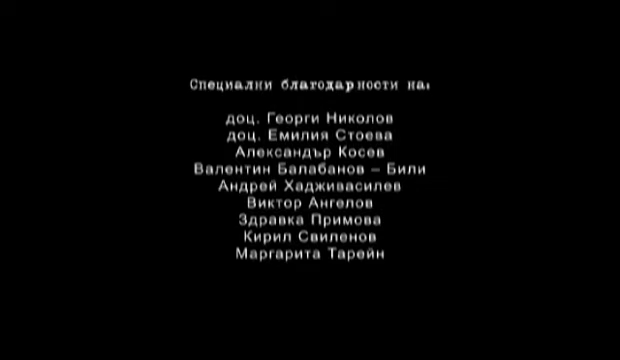 Специални благодарности на:
доц. Георги Николов
доц. Емилия Стоева
Александър Косев
Валентин Балабанов – Били
Андрей Хадживасилев
Виктор Ангелов
Здравка Примова
Кирил Свиленов
Маргарита Тарейн